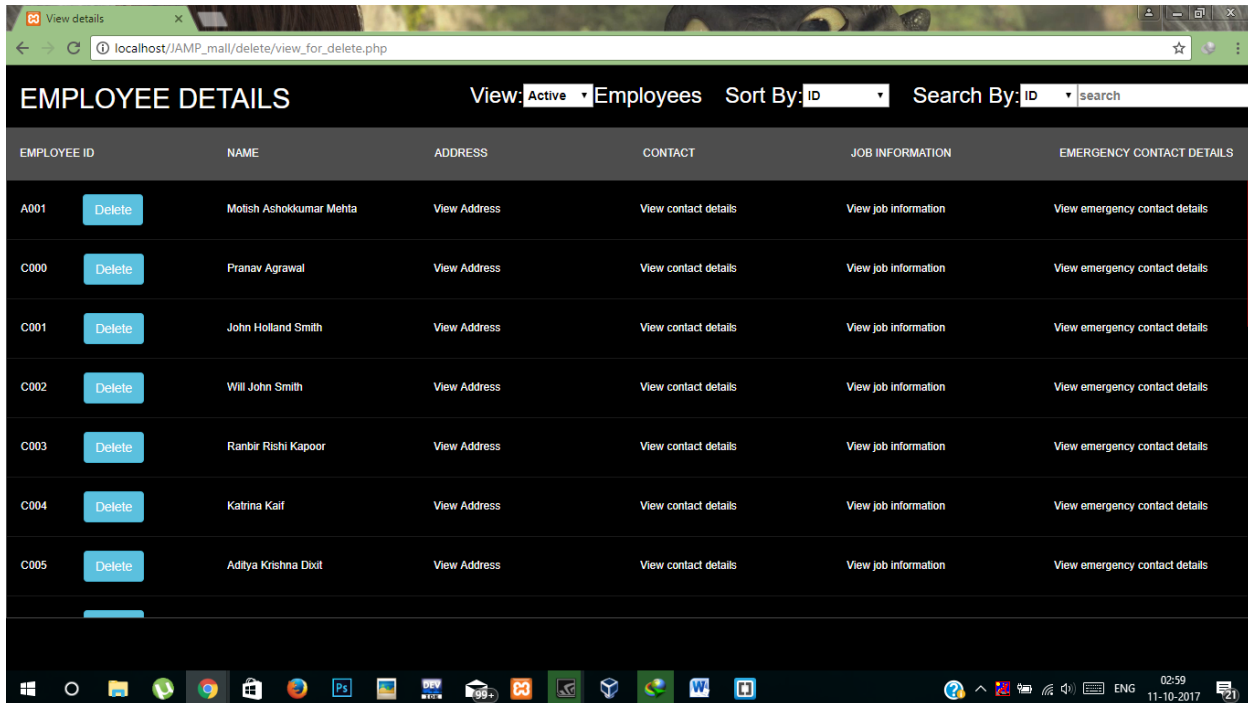 View details
localhost/JAMP_mall/delete/view_for_delete.php
EMPLOYEE DETAILS View: Active Employees Sort By: ID Search By: ID search
EMPLOYEE ID NAME ADDRESS CONTACT JOB INFORMATION EMERGENCY CONTACT DETAILS
A001 Delete Motish Ashokkumar Mehta View Address View contact details View job information View emergency contact details
C000 Delete Pranav Agrawal View Address View contact details View job information View emergency contact details
C001 Delete John Holland Smith View Address View contact details View job information View emergency contact details
C002 Delete Will John Smith View Address View contact details View job information View emergency contact details
C003 Delete Ranbir Rishi Kapoor View Address View contact details View job information View emergency contact details
C004 Delete Katrina Kaif View Address View contact details View job information View emergency contact details
C005 Delete Aditya Krishna Dixit View Address View contact details View job information View emergency contact details
Ps DEV 99+ W ENG 02:59
11-10-2017 21